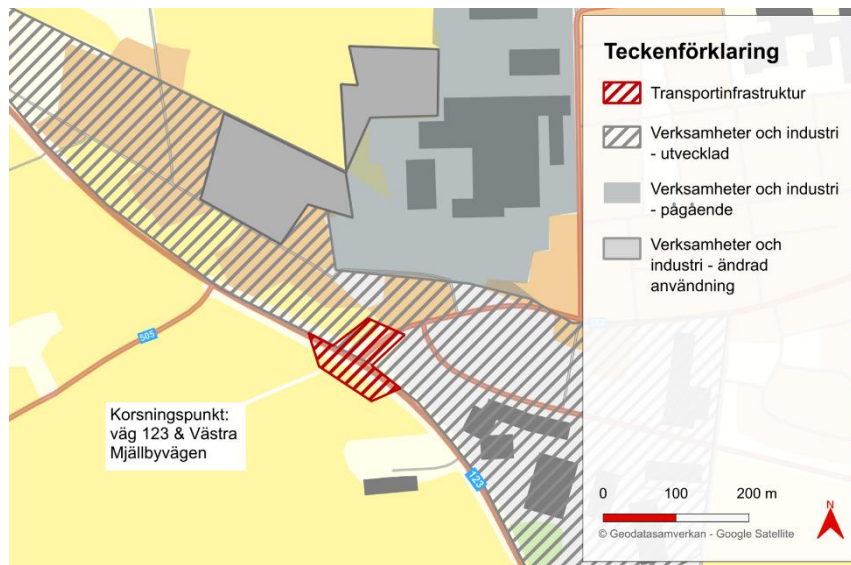 Teckenförklaring
Transportinfrastruktur
Verksamheter och industri
- utvecklad
Verksamheter och industri
- pågående
Verksamheter och
industri - ändrad
användning
505
Korsningspunkt:
väg 123 & Västra
Mjällbyvägen
123
0 100 200 m
N
© Geodatasamverkan - Google Satellite